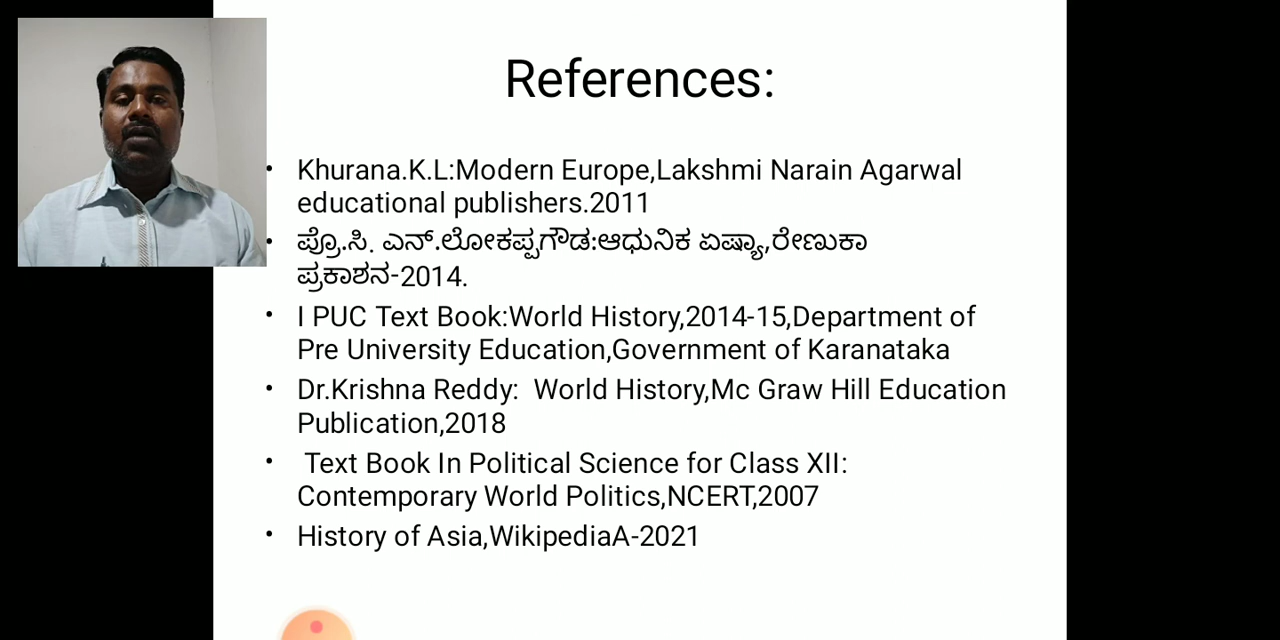 References:
Khurana.K.L:Modern Europe,Lakshmi Narain Agarwal
educational publishers.2011
ಪ್ರೊ.ಸಿ. ಎನ್.ಲೋಕಪ್ಪಗೌಡ:ಆಧುನಿಕ ಏಷ್ಯಾ,ರೇಣುಕಾ
ಪ್ರಕಾಶನ-2014.
I PUC Text Book:World History,2014-15,Department of
Pre University Education,Government of Karanataka
Dr.Krishna Reddy:  World History,Mc Graw Hill Education
Publication,2018
Text Book In Political Science for Class XII:
Contemporary World Politics,NCERT,2007
History of Asia,WikipediaA-2021